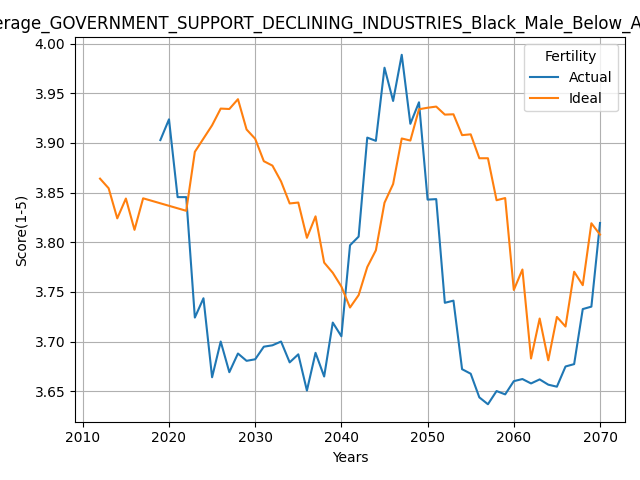 erage_GOVERNMENT_SUPPORT_DECLINING_INDUSTRIES_Black_Male_Below_A
4.00
3.95
3.90
3.85
3.80
3.75
3.70
3.65
Score(1-5)
Fertility
Actual
Ideal
2010 2020 2030 2040 2050 2060 2070
Years